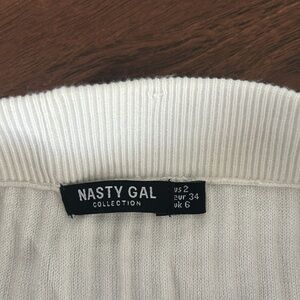 NASTY GAL
COLLECTION
us 2
eur 34
uk 6